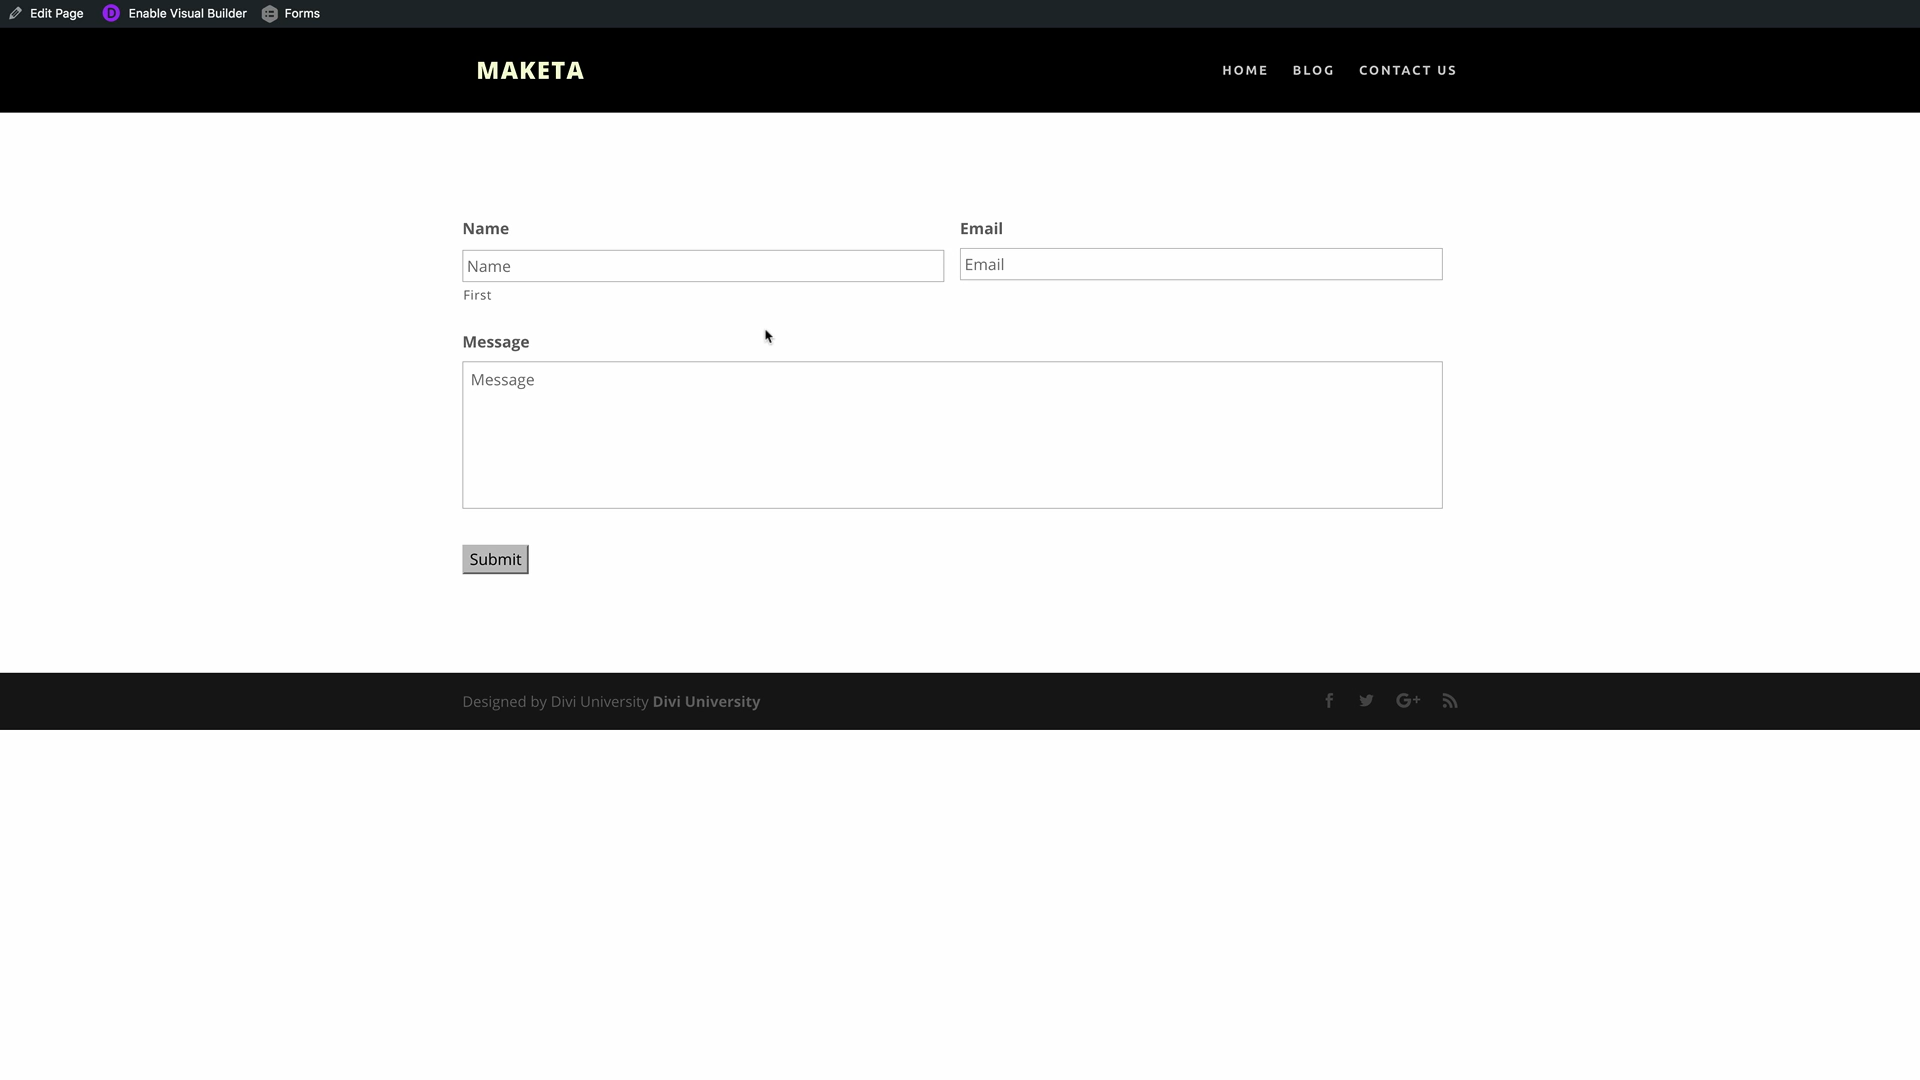 Edit Page Enable Visual Builder Forms
MAKETA HOME BLOG CONTACT US
Name Email
Name Email
First
Message
Message
Submit
Designed by Divi University Divi University